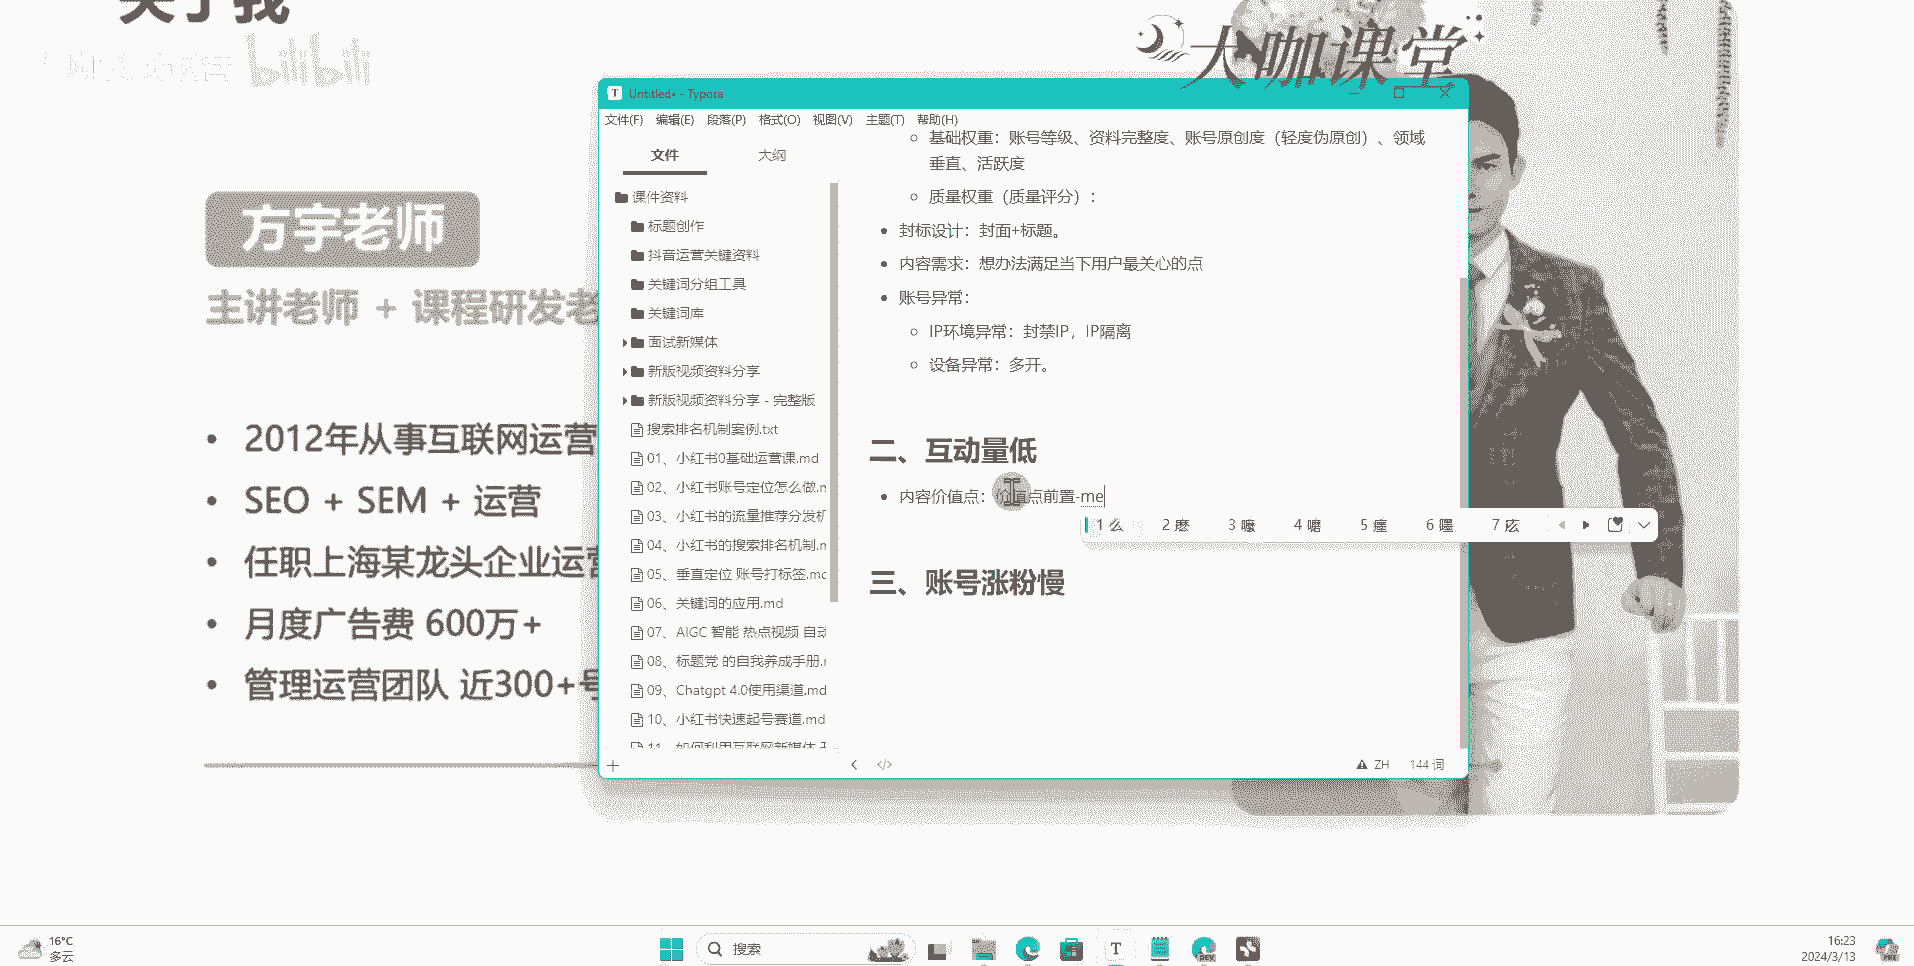 关于我
bilibili
大咖课堂
方宇老师
主讲老师 + 课程研发老
2012年从事互联网运营
SEO + SEM + 运营
任职上海某龙头企业运营
月度广告费 600万+
管理运营团队 近300+号
Untitled• - Typora
文件(F) 编辑(E) 段落(P) 格式(O) 视图(V) 主题(T) 帮助(H)
文件 大纲
课件资料
标题创作
抖音运营关键资料
关键词分组工具
关键词库
面试新媒体
新版视频资料分享
新版视频资料分享 - 完整版
搜索排名机制案例.txt
01、小红书0基础运营课.md
02、小红书账号定位怎么做.m
03、小红书的流量推荐分发机
04、小红书的搜索排名机制.m
05、垂直定位 账号打标签.mc
06、关键词的应用.md
07、AIGC 智能 热点视频 自动
08、标题党 的自我养成手册.m
09、Chatgpt 4.0使用渠道.md
10、小红书快速起号赛道.md
11、如何利用互联网新媒体
基础权重：账号等级、资料完整度、账号原创度（轻度伪原创）、领域
垂直、活跃度
质量权重（质量评分）：
封标设计：封面+标题。
内容需求：想办法满足当下用户最关心的点
账号异常：
IP环境异常：封禁IP，IP隔离
设备异常：多开。
二、互动量低
内容价值点：价值点前置-me
1 么 2 麽 3 嚜 4 嚒 5 瘗 6 嘿 7 庅
三、账号涨粉慢
ZH 144 词
16°C
多云
搜索
16:23
2024/3/13